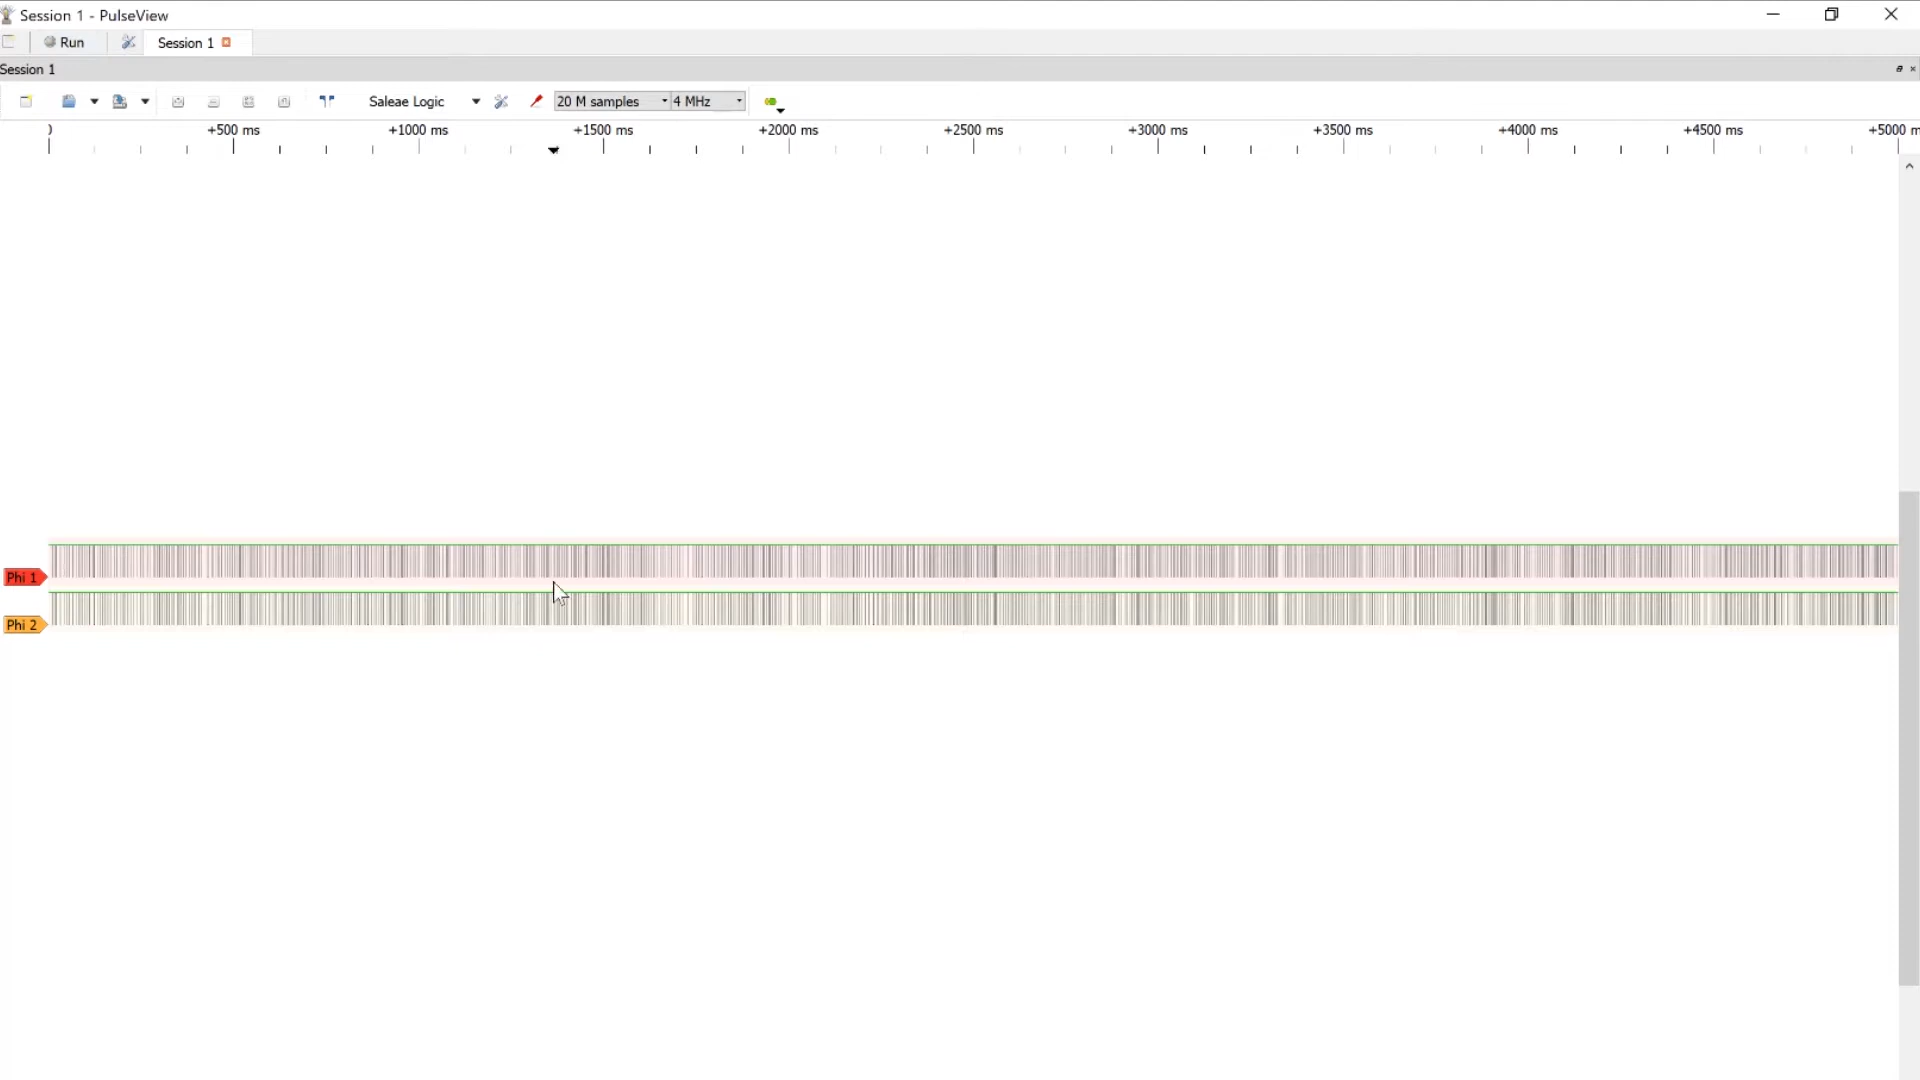 Session 1 - PulseView
Run
Session 1
Session 1
Saleae Logic
20 M samples
4 MHz
+500 ms
+1000 ms
+1500 ms
+2000 ms
+2500 ms
+3000 ms
+3500 ms
+4000 ms
+4500 ms
+5000 m
Phi 1
Phi 2